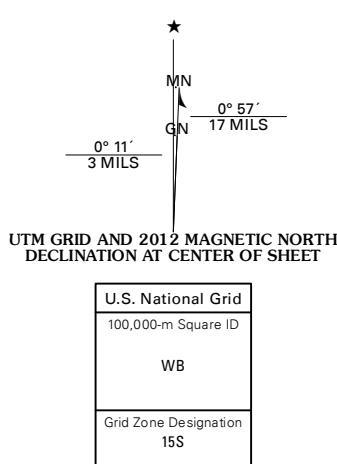 ★
MN
0° 57´
17 MILS
GN
0° 11´
3 MILS
UTM GRID AND 2012 MAGNETIC NORTH
DECLINATION AT CENTER OF SHEET
U.S. National Grid
100,000-m Square ID
WB
Grid Zone Designation
15S